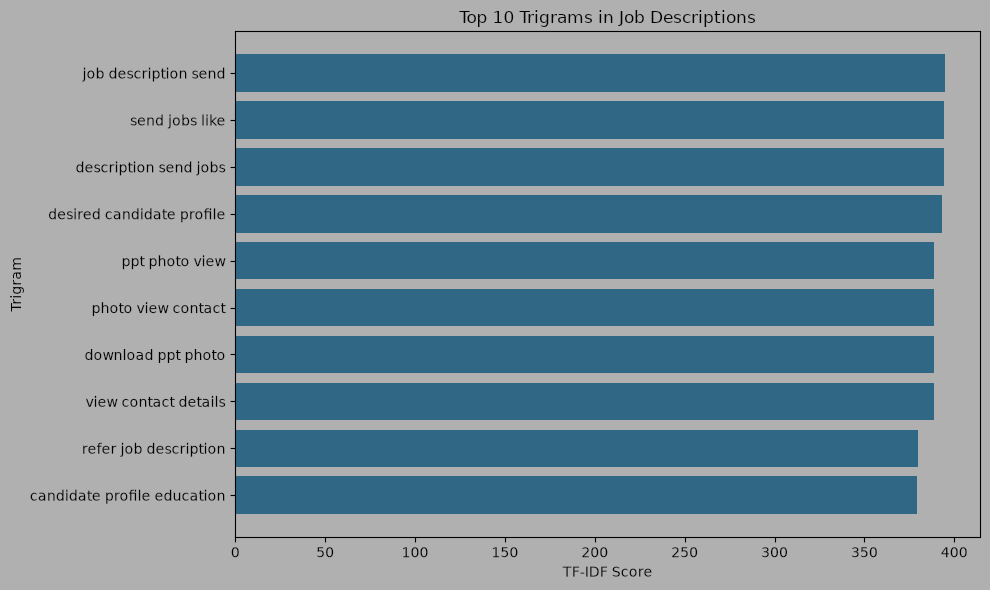 Top 10 Trigrams in Job Descriptions
Trigram
job description send
send jobs like
description send jobs
desired candidate profile
ppt photo view
photo view contact
download ppt photo
view contact details
refer job description
candidate profile education
0 50 100 150 200 250 300 350 400
TF-IDF Score